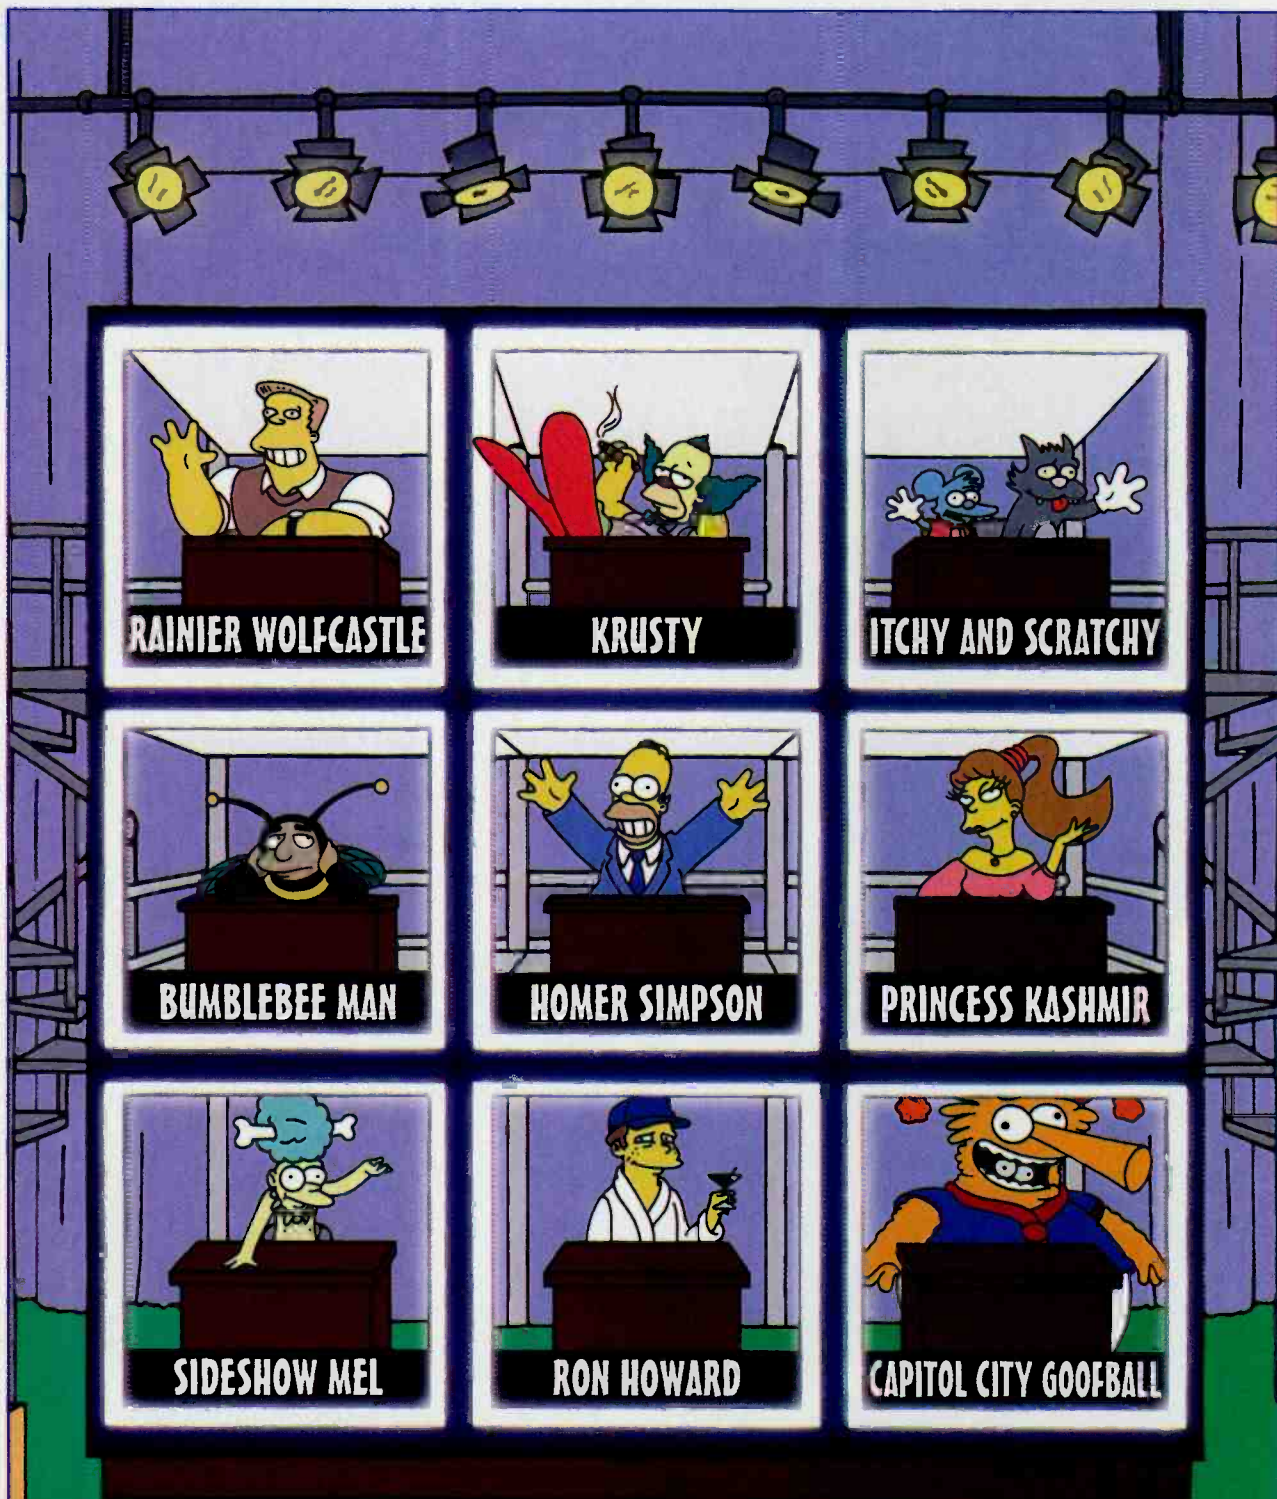 RAINIER WOLFCASTLE
KRUSTY
ITCHY AND SCRATCHY
BUMBLEBEE MAN
HOMER SIMPSON
PRINCESS KASHMIR
SIDESHOW MEL
RON HOWARD
CAPITOL CITY GOOFBALL